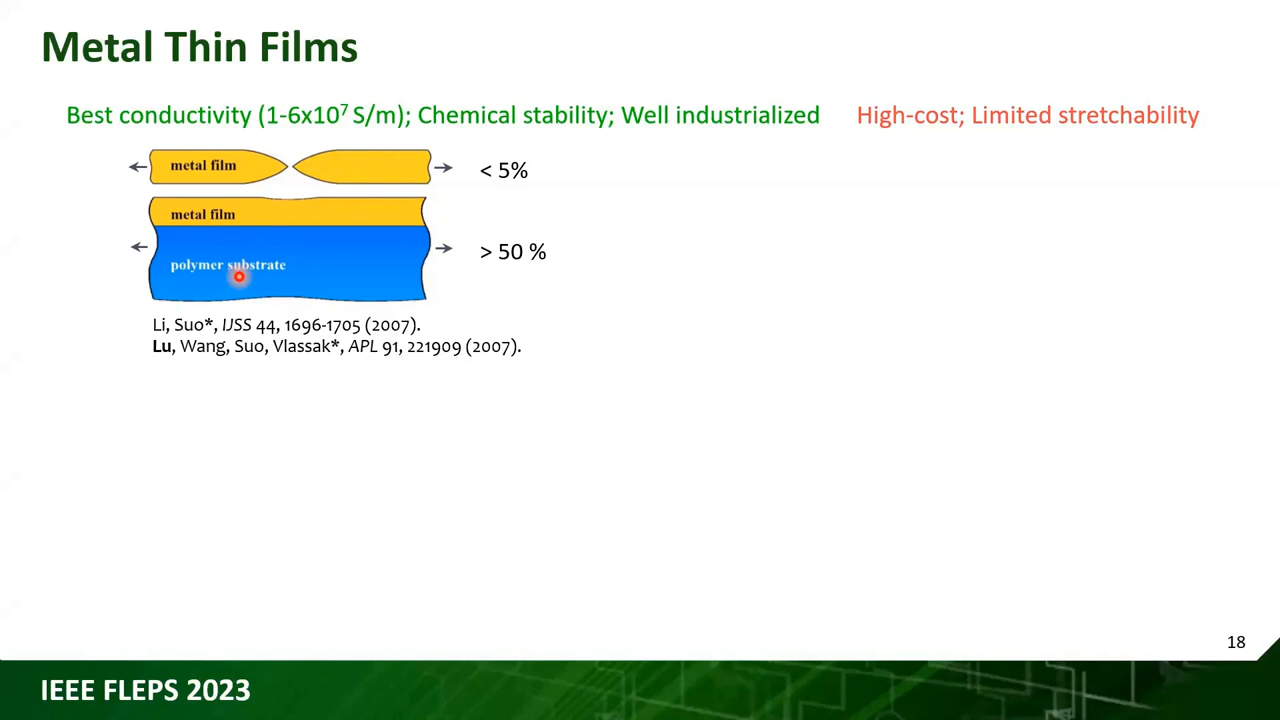 Metal Thin Films
Best conductivity (1-6x10⁷ S/m); Chemical stability; Well industrialized High-cost; Limited stretchability
metal film
< 5%
metal film
polymer substrate
> 50 %
Li, Suo*, IJSS 44, 1696-1705 (2007).
Lu, Wang, Suo, Vlassak*, APL 91, 221909 (2007).
18
IEEE FLEPS 2023